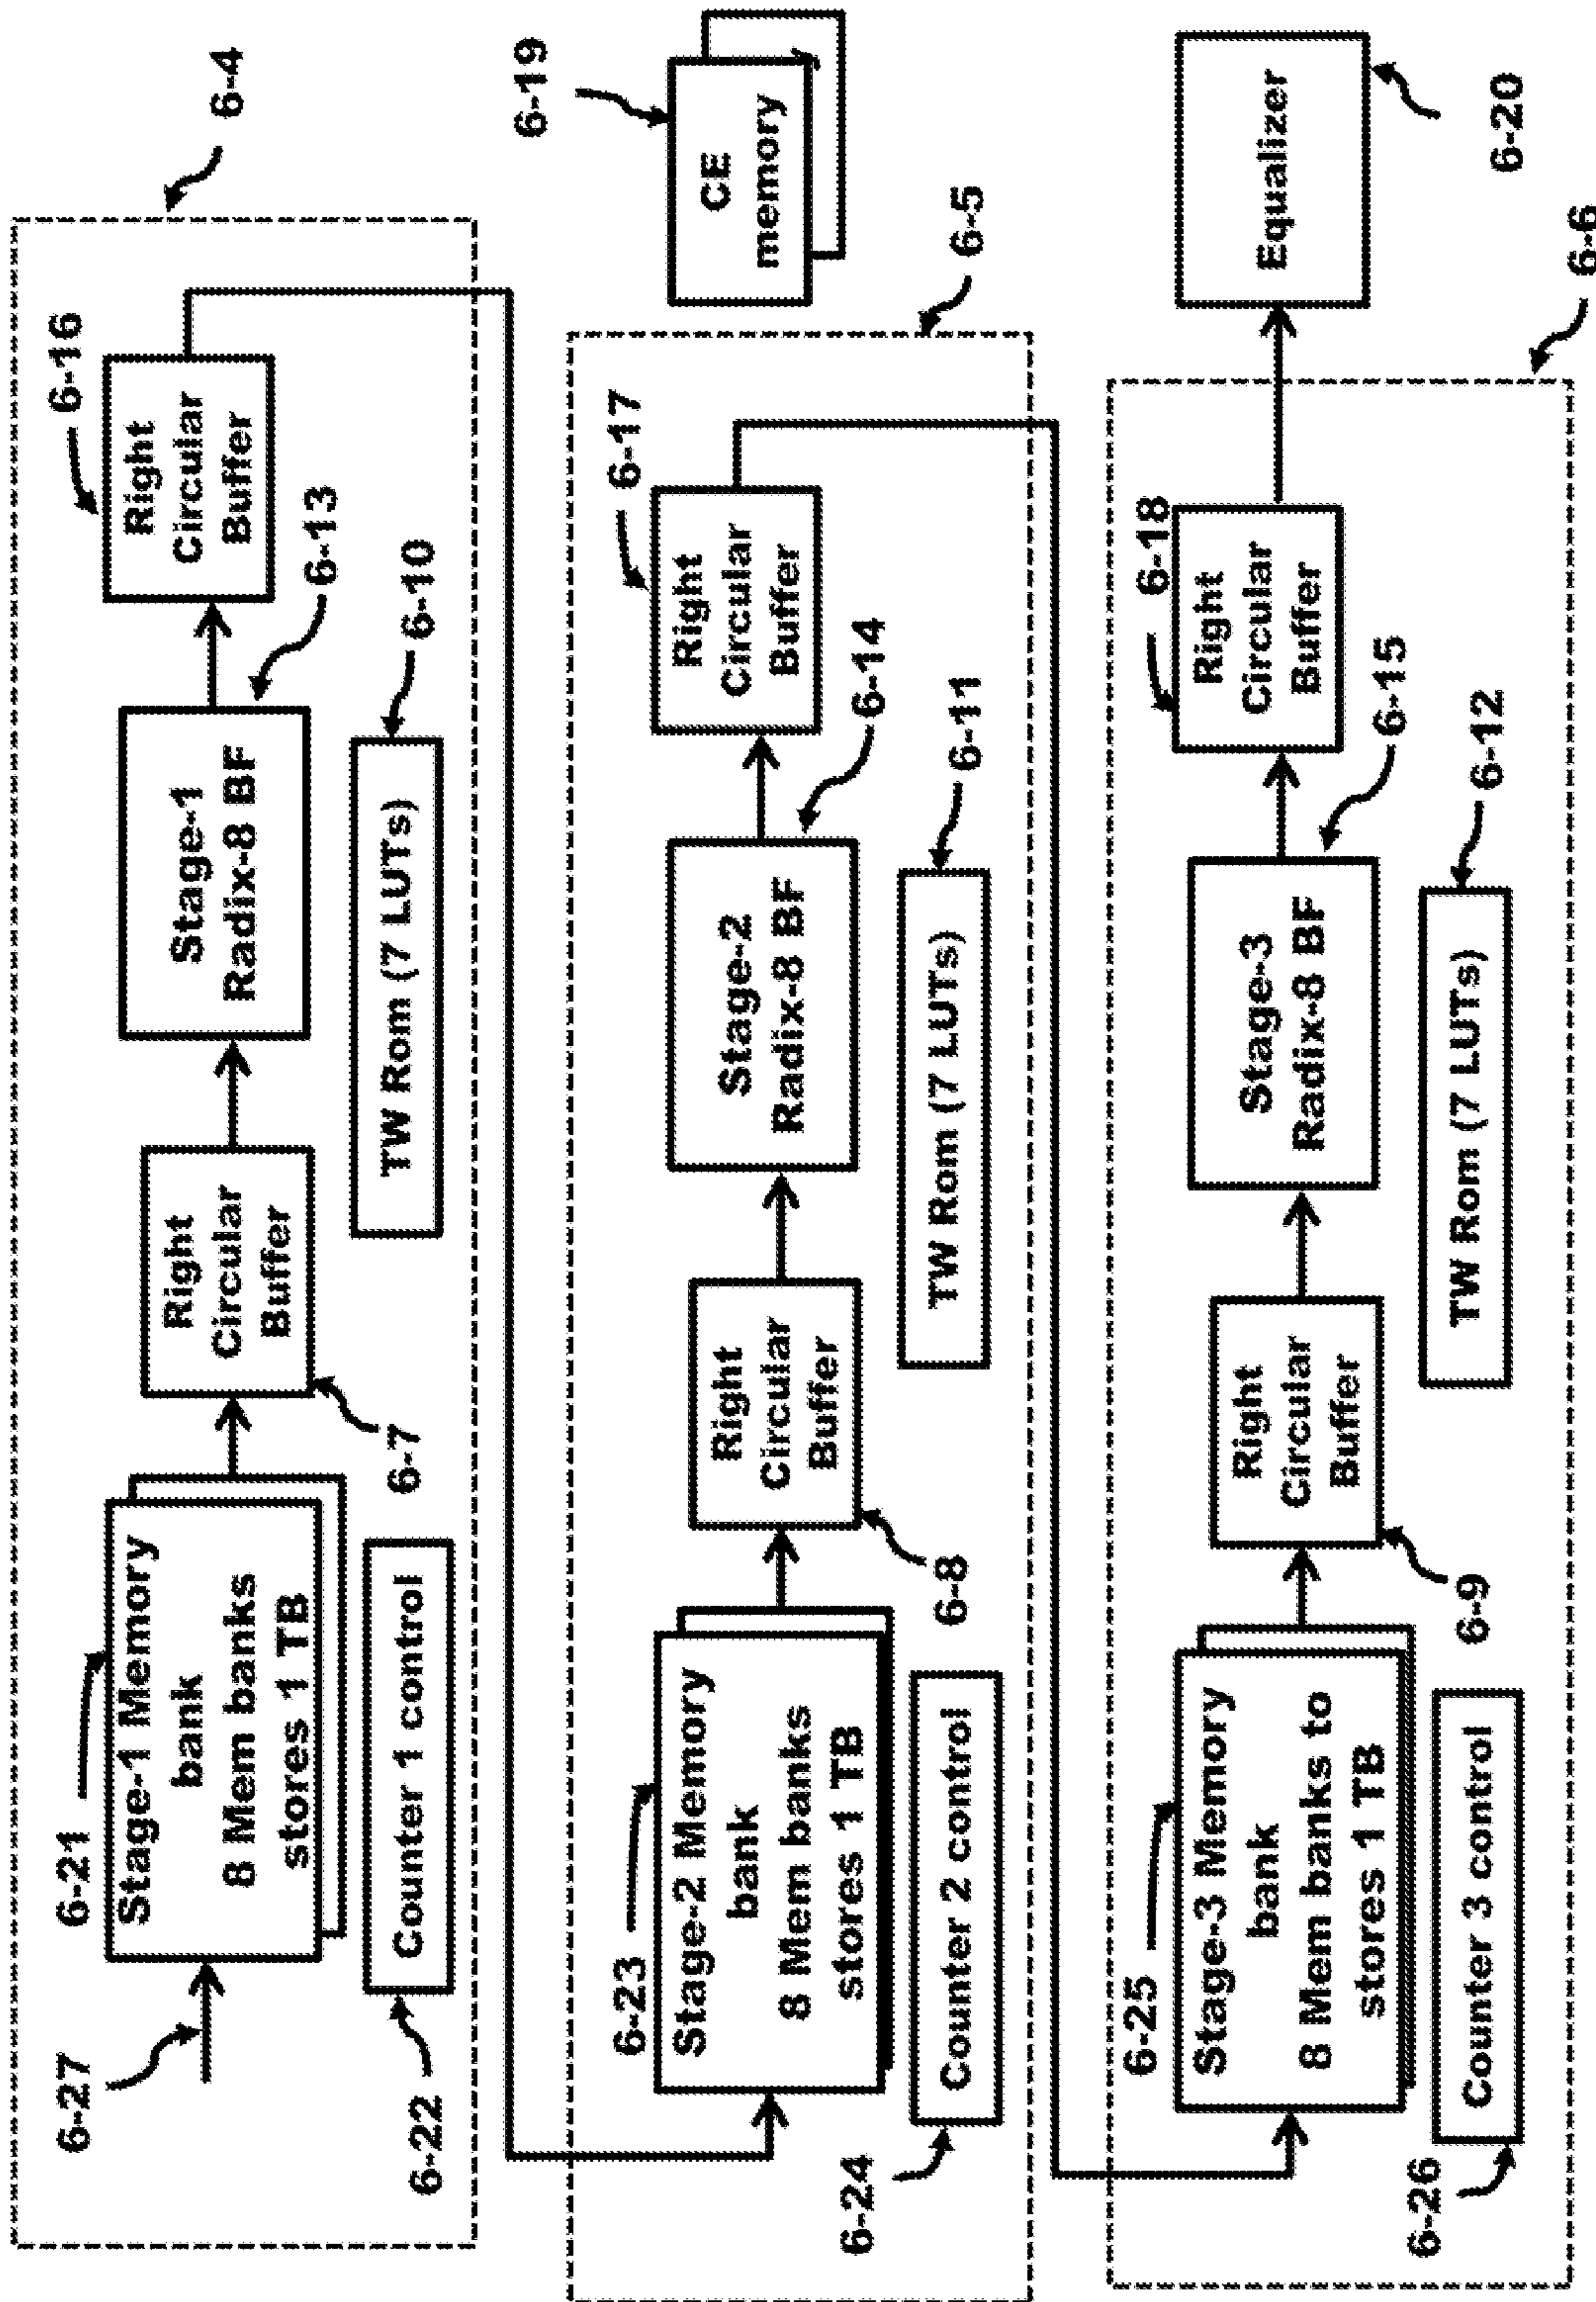 6-4
6-27
6-21
Stage-1 Memory
bank
8 Mem banks
stores 1 TB
6-22
Counter 1 control
6-7
Right
Circular
Buffer
Stage-1
Radix-8 BF
6-13
TW Rom (7 LUTs)
6-10
6-16
Right
Circular
Buffer
6-19
CE
memory
6-5
6-23
Stage-2 Memory
bank
8 Mem banks
stores 1 TB
6-24
Counter 2 control
6-8
Right
Circular
Buffer
Stage-2
Radix-8 BF
6-14
TW Rom (7 LUTs)
6-11
6-17
Right
Circular
Buffer
6-25
Stage-3 Memory
bank
8 Mem banks to
stores 1 TB
6-26
Counter 3 control
6-9
Right
Circular
Buffer
Stage-3
Radix-8 BF
6-15
TW Rom (7 LUTs)
6-12
6-18
Right
Circular
Buffer
Equalizer
6-20
6-6